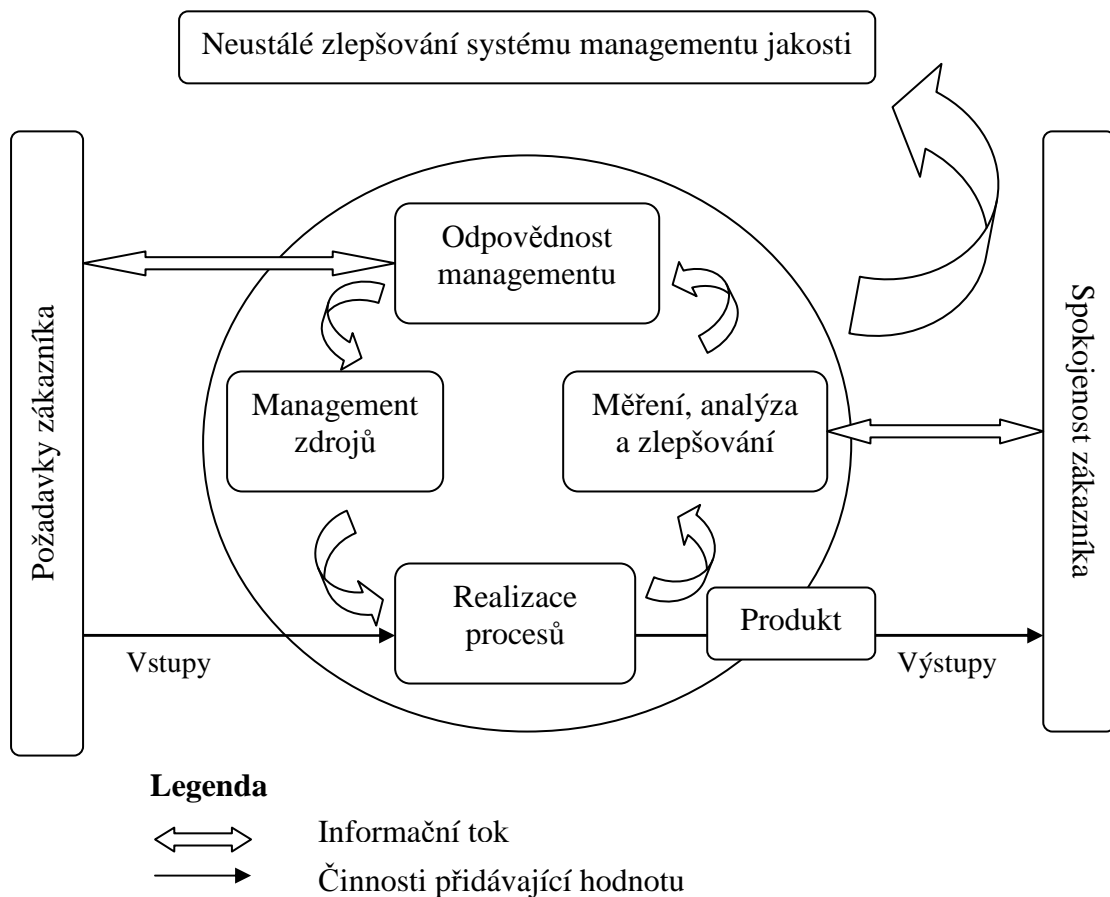 Neustálé zlepšování systému managementu jakosti
Požadavky zákazníka
Odpovědnost
managementu
Management
zdrojů
Měření, analýza
a zlepšování
Spokojenost zákazníka
Realizace
procesů
Produkt
Vstupy
Výstupy
Legenda
Informační tok
Činnosti přidávající hodnotu